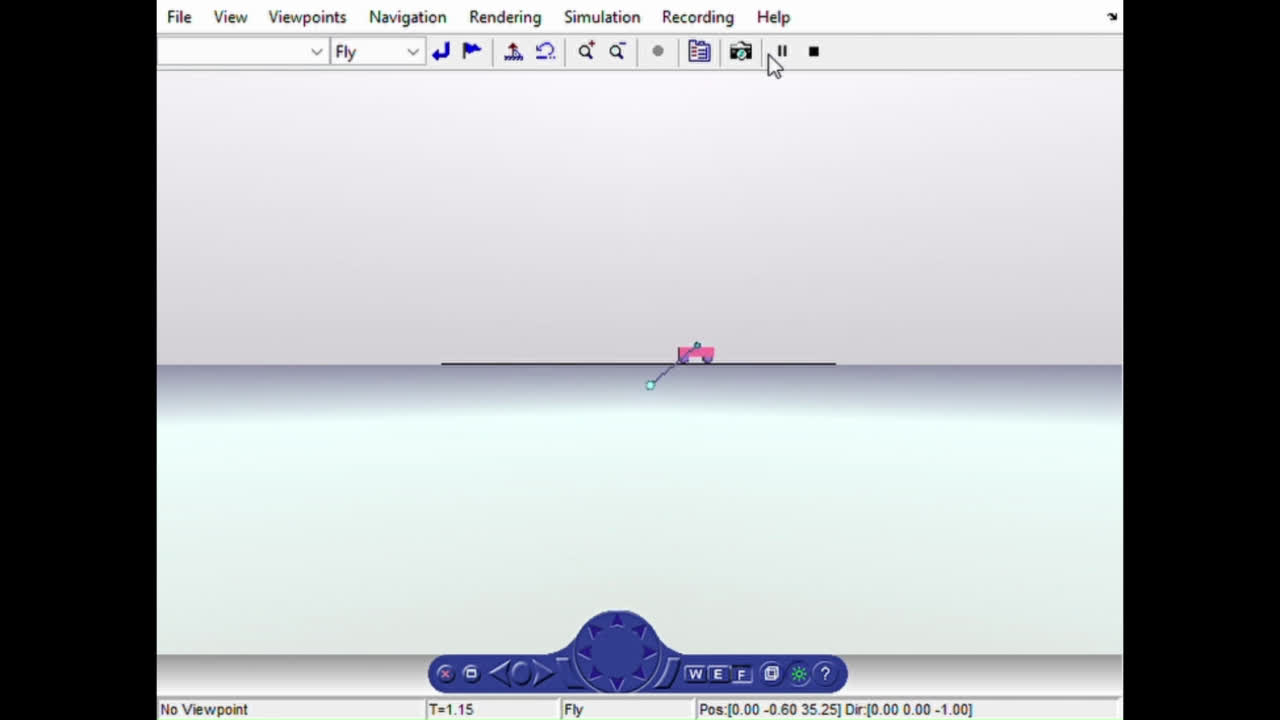 File View Viewpoints Navigation Rendering Simulation Recording Help
Fly
W E F ?
No Viewpoint T=1.15 Fly Pos:[0.00 -0.60 35.25] Dir:[0.00 0.00 -1.00]